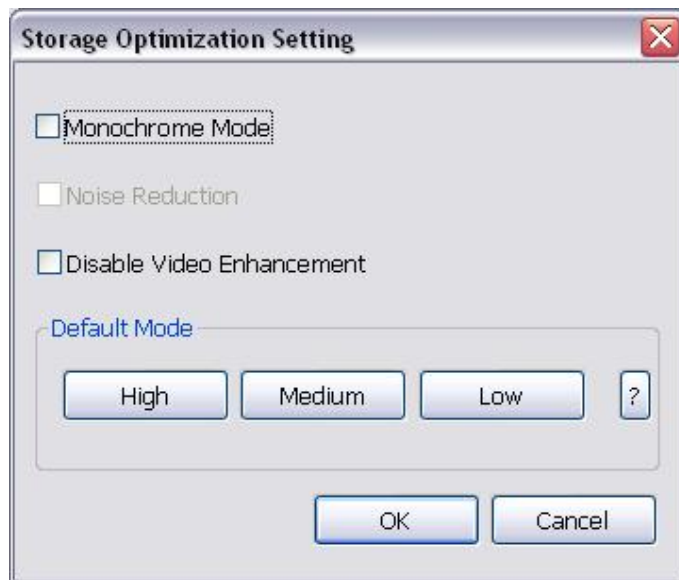 Storage Optimization Setting
Monochrome Mode
Noise Reduction
Disable Video Enhancement
Default Mode
High Medium Low ?
OK Cancel